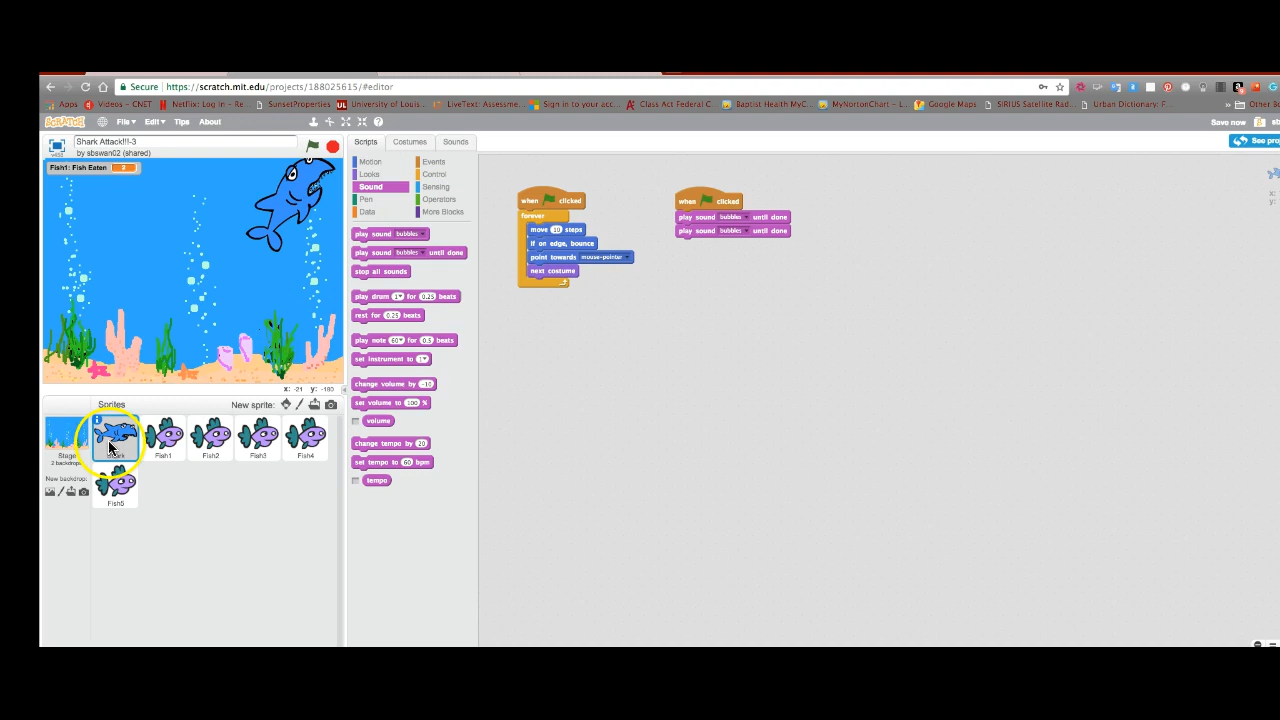 Secure https://scratch.mit.edu/projects/188025615/#editor
Apps Videos - CNET Netflix: Log In - Re... SunsetProperties University of Louis... LiveText: Assessme... Sign in to your acc... Class Act Federal C... Baptist Health MyC... MyNortonChart – L... Google Maps SIRIUS Satellite Rad... Urban Dictionary: F... » Other
SCRATCH File Edit Tips About Save now
Shark Attack!!!-3
by sbswan02 (shared)
v456
Scripts Costumes Sounds
See proj
Fish1: Fish Eaten
Motion Events
Looks Control
Sound Sensing
Pen Operators
Data More Blocks
play sound bubbles
play sound bubbles until done
stop all sounds
play drum 1 for 0.25 beats
rest for 0.25 beats
play note 60 for 0.5 beats
set instrument to 1
change volume by -10
set volume to 100 %
volume
change tempo by 20
set tempo to 60 bpm
tempo
when clicked
forever
move 10 steps
if on edge, bounce
point towards mouse-pointer
next costume
when clicked
play sound bubbles until done
play sound bubbles until done
x:
y:
x: -21 y: -180
Sprites New sprite:
Stage
2 backdrops
New backdrop:
Fish1 Fish2 Fish3 Fish4
Fish5